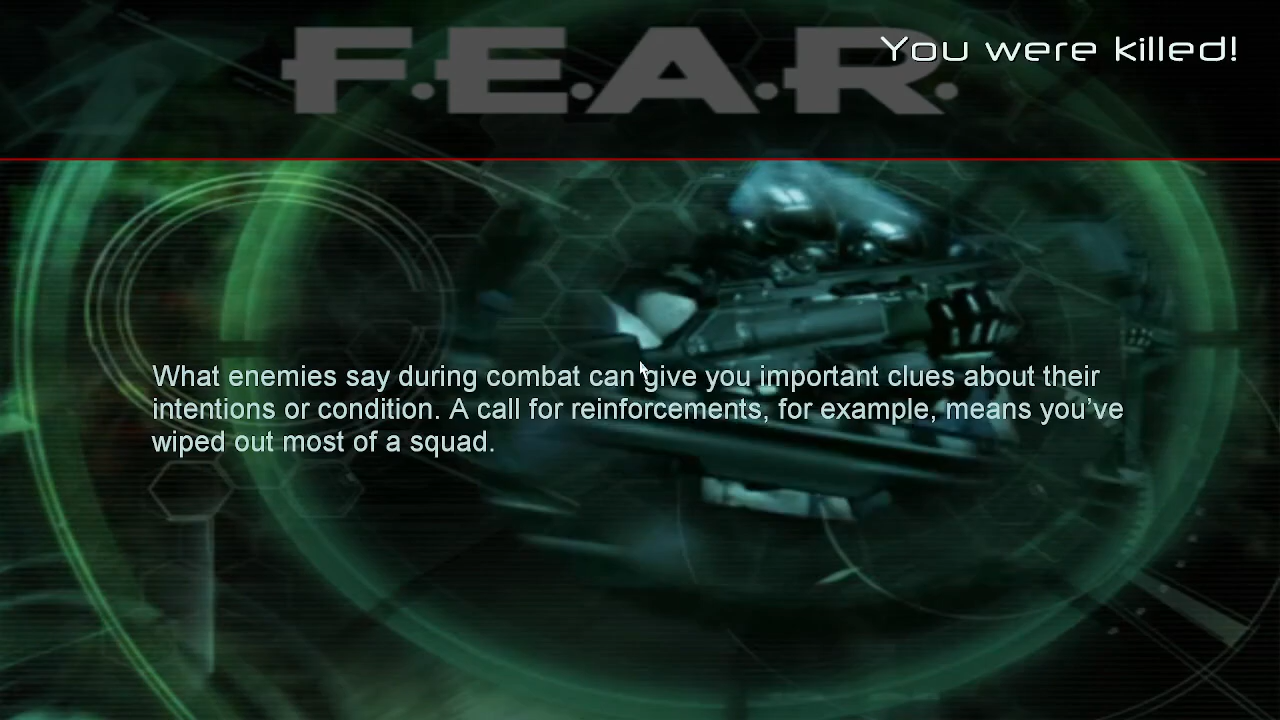 F.E.A.R.
You were killed!
What enemies say during combat can give you important clues about their
intentions or condition. A call for reinforcements, for example, means you've
wiped out most of a squad.